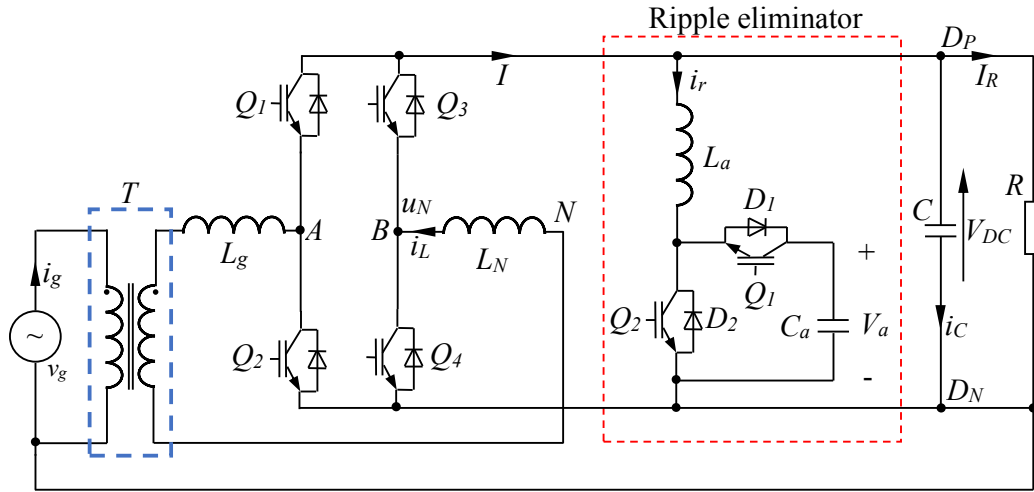 Ripple eliminator
D_P
I
I_R
i_r
Q_1
Q_3
L_a
D_1
R
T
u_N
N
C
V_DC
A
B
+
L_g
i_L
L_N
Q_1
i_g
Q_2
D_2
C_a
V_a
i_C
~
Q_2
Q_4
v_g
-
D_N